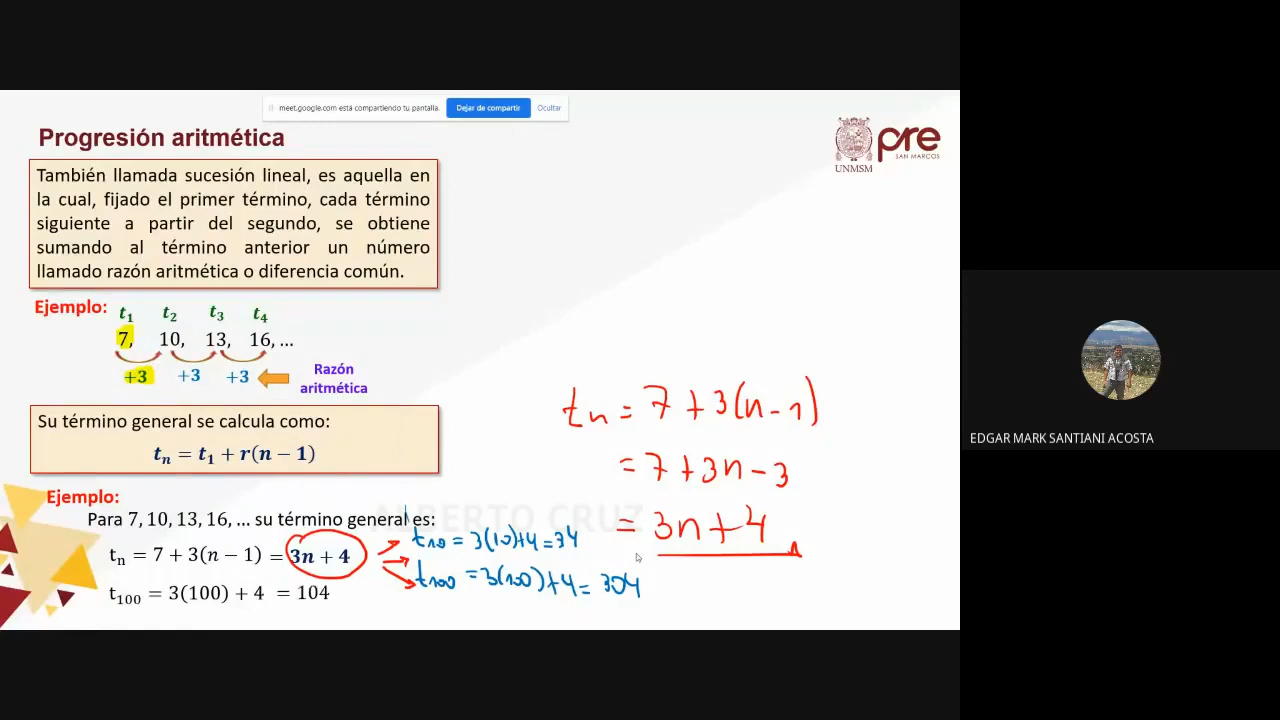 meet.google.com está compartiendo tu pantalla.
Dejar de compartir
Ocultar
Progresión aritmética
UNMSM
pre
SAN MARCOS
También llamada sucesión lineal, es aquella en
la cual, fijado el primer término, cada término
siguiente a partir del segundo, se obtiene
sumando al término anterior un número
llamado razón aritmética o diferencia común.
Ejemplo:
t₁ t₂ t₃ t₄
7, 10, 13, 16, ...
+3 +3 +3
Razón
aritmética
Su término general se calcula como:
tₙ = t₁ + r(n − 1)
Ejemplo:
Para 7, 10, 13, 16, ... su término general es:
tₙ = 7 + 3(n − 1) = 3n + 4
t₁₀₀ = 3(100) + 4 = 104
t₁₀ = 3(10)+4=34
t₁₀₀ = 3(100)+4= 304
tₙ = 7 + 3(n − 1)
= 7 + 3n − 3
= 3n + 4
ALBERTO CRUZ
EDGAR MARK SANTIANI ACOSTA